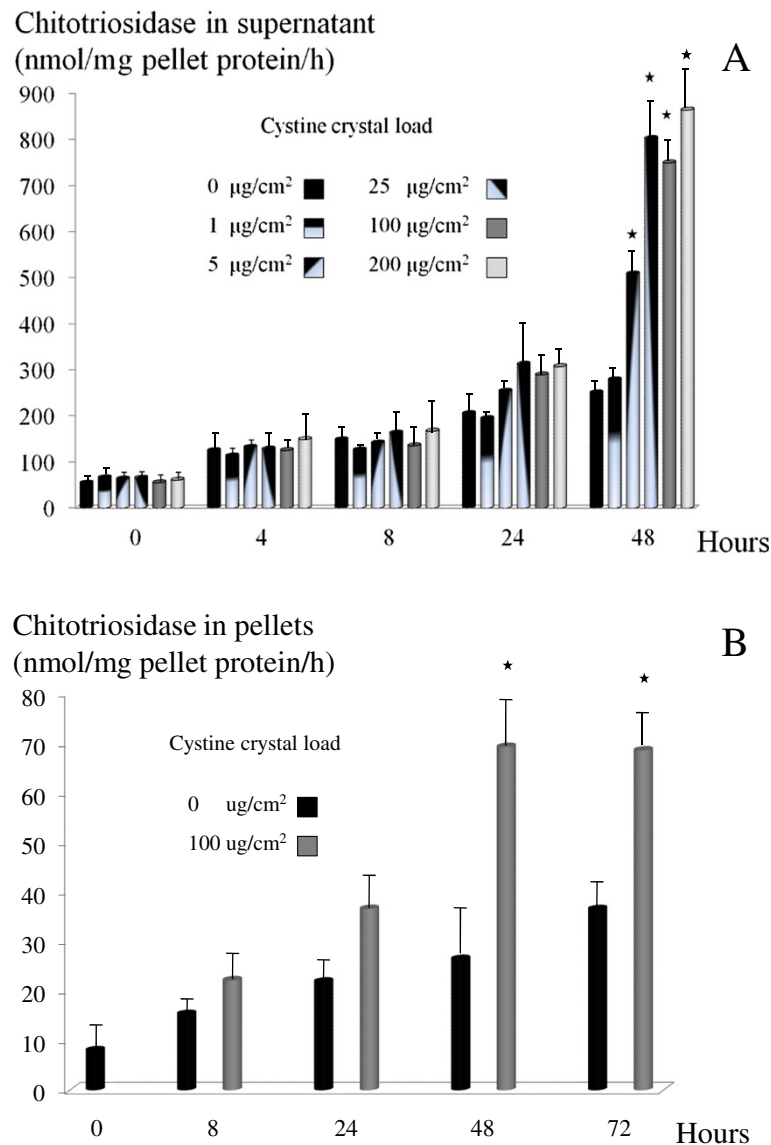 Chitotriosidase in supernatant
(nmol/mg pellet protein/h)
A
900
800
700
600
500
400
300
200
100
0
Cystine crystal load
0 μg/cm²
25 μg/cm²
1 μg/cm²
100 μg/cm²
5 μg/cm²
200 μg/cm²
0 4 8 24 48 Hours
Chitotriosidase in pellets
(nmol/mg pellet protein/h)
B
80
70
60
50
40
30
20
10
0
Cystine crystal load
0 ug/cm²
100 ug/cm²
0 8 24 48 72 Hours